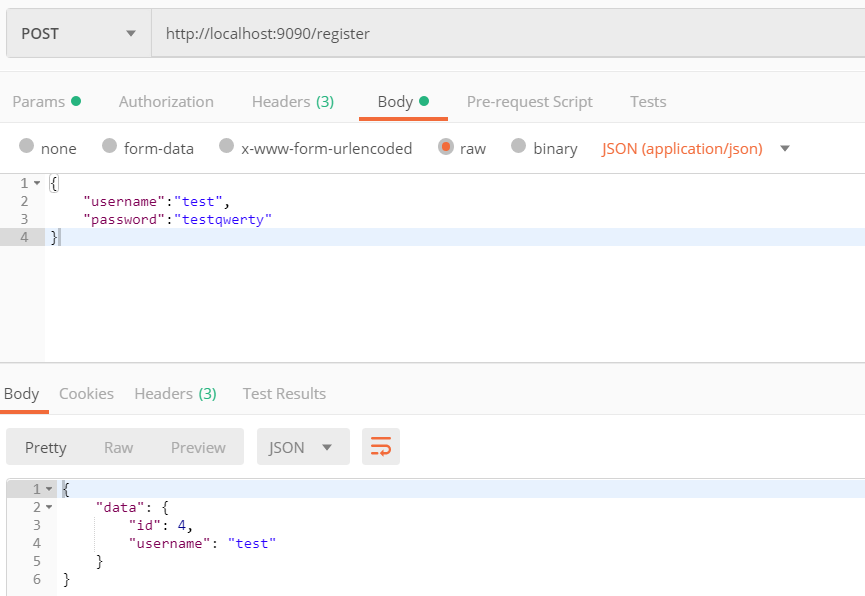 POST http://localhost:9090/register
Params Authorization Headers (3) Body Pre-request Script Tests
none form-data x-www-form-urlencoded raw binary JSON (application/json)
1 {
2 "username":"test",
3 "password":"testqwerty"
4 }
Body Cookies Headers (3) Test Results
Pretty Raw Preview JSON
1 {
2 "data": {
3 "id": 4,
4 "username": "test"
5 }
6 }